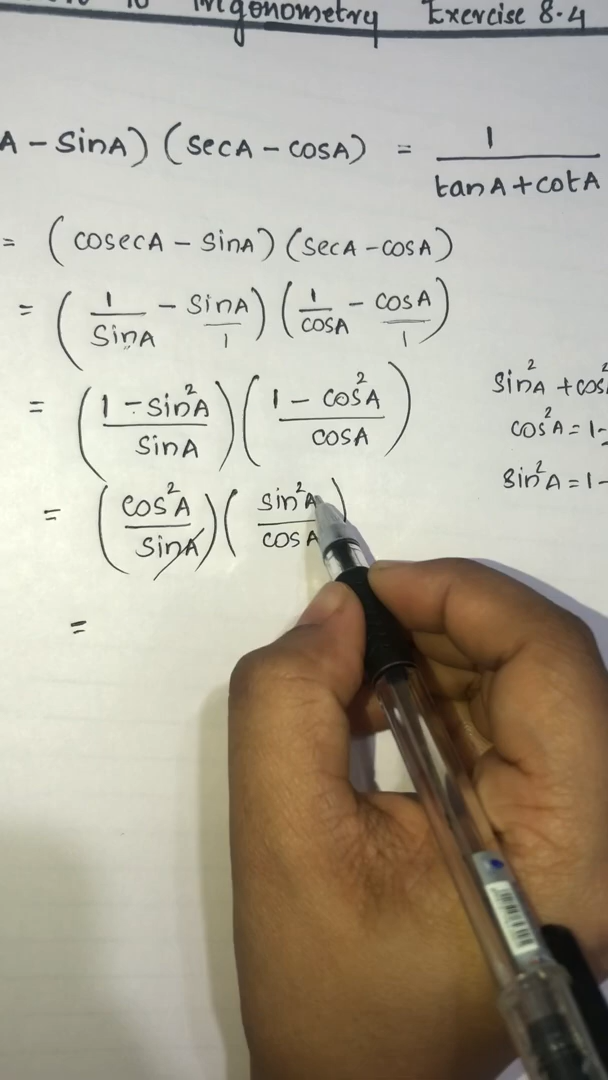 Trigonometry Exercise 8.4
A - SinA) (SecA - COSA) = 1/(tanA + cotA
= (COSecA - SinA) (SecA - COSA)
= (1/SinA - SinA/1) (1/COSA - COSA/1)
= ((1 - Sin²A)/SinA) ((1 - COS²A)/COSA)
= (COS²A/SinA) (Sin²A/COSA)
=
Sin²A + COS
COS²A = 1 -
Sin²A = 1 -